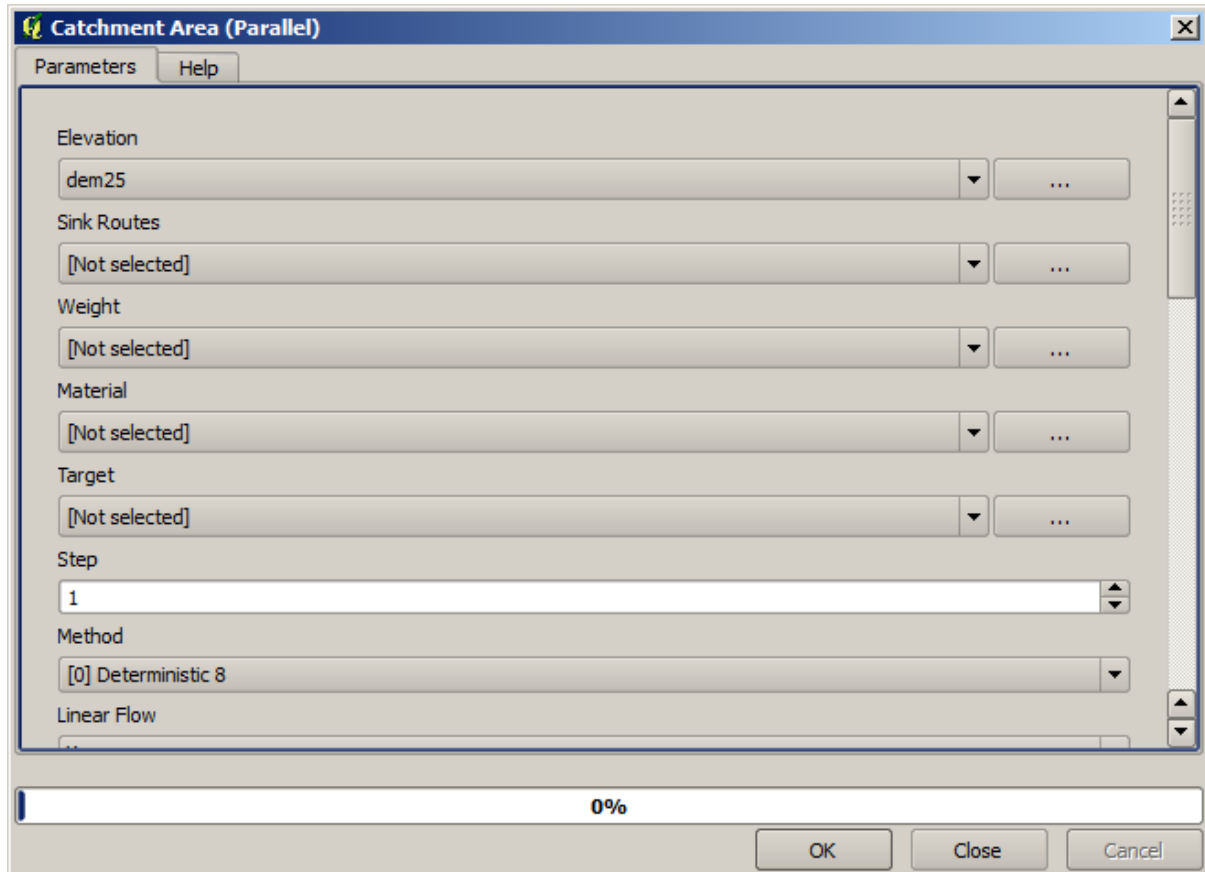 Catchment Area (Parallel)
Parameters Help
Elevation
dem25 ...
Sink Routes
[Not selected] ...
Weight
[Not selected] ...
Material
[Not selected] ...
Target
[Not selected] ...
Step
1
Method
[0] Deterministic 8
Linear Flow
0%
OK Close Cancel